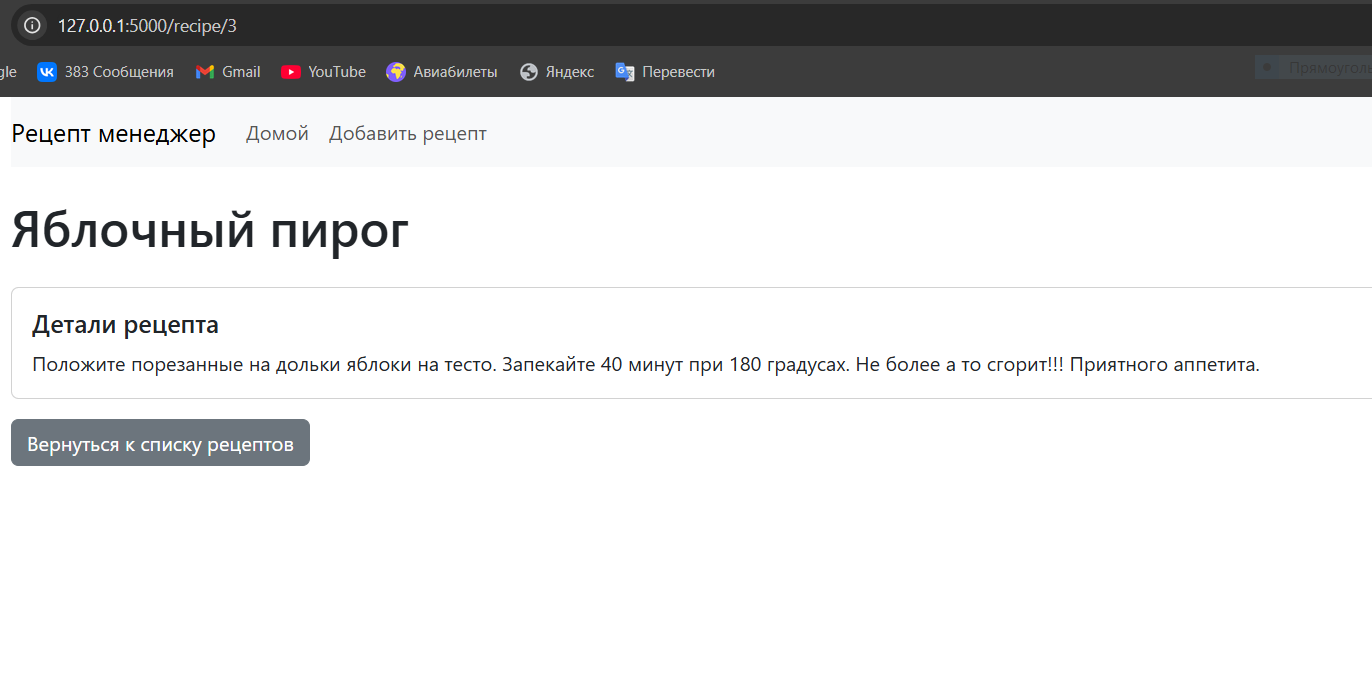 127.0.0.1:5000/recipe/3
gle 383 Сообщения Gmail YouTube Авиабилеты Яндекс Перевести Прямоуголь
Рецепт менеджер Домой Добавить рецепт
Яблочный пирог
Детали рецепта
Положите порезанные на дольки яблоки на тесто. Запекайте 40 минут при 180 градусах. Не более а то сгорит!!! Приятного аппетита.
Вернуться к списку рецептов